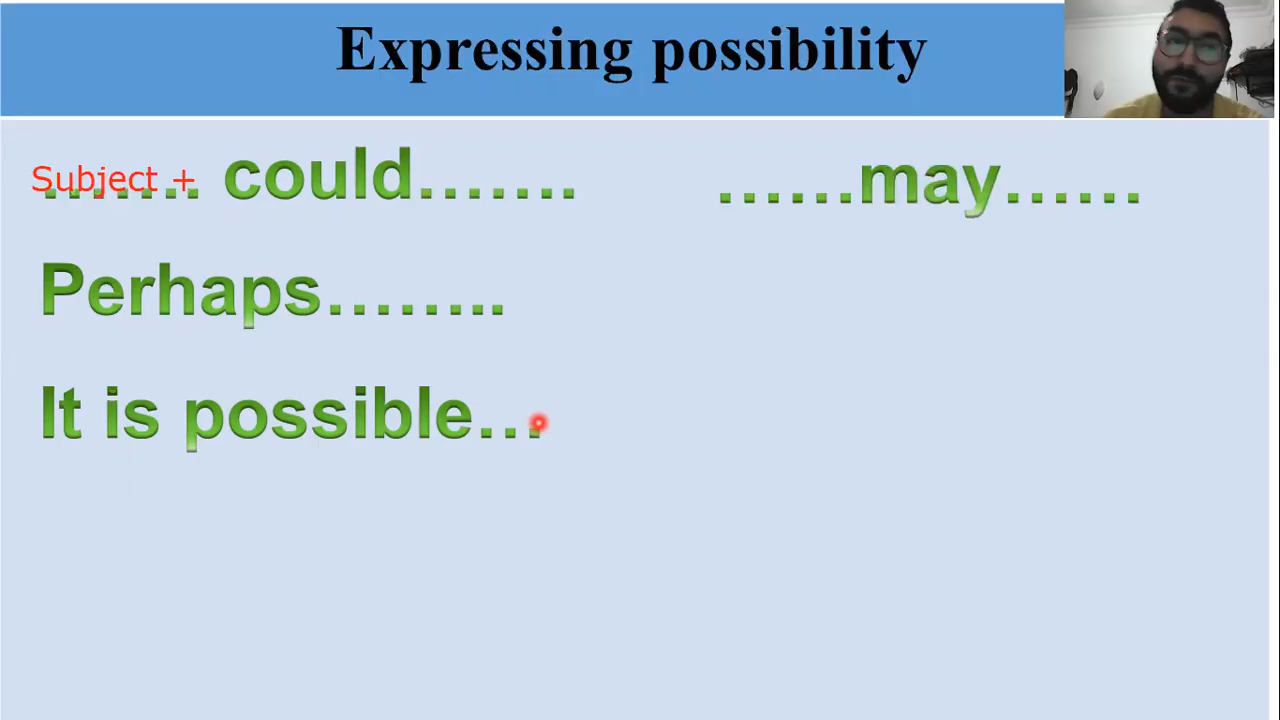 Expressing possibility
Subject +
……. could……. ……may……
Perhaps……..
It is possible…